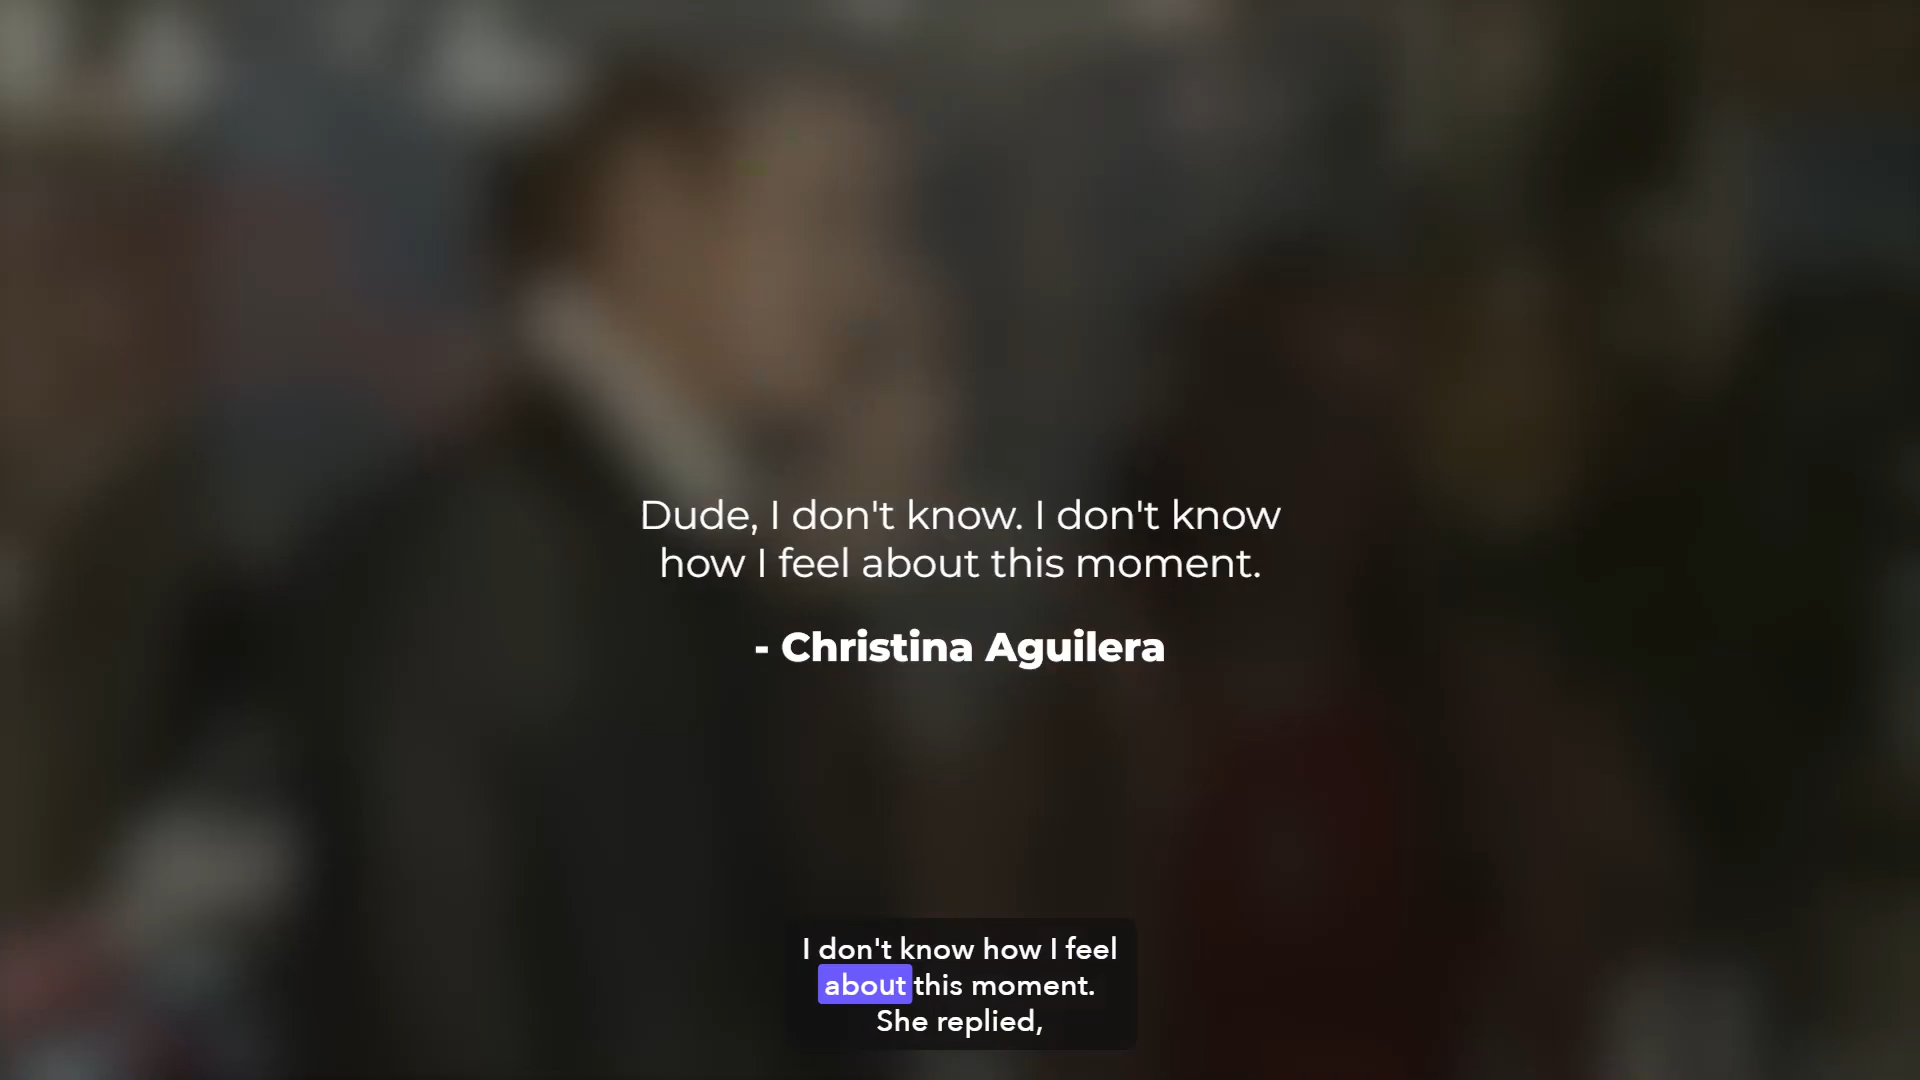 Dude, I don't know. I don't know
how I feel about this moment.
- Christina Aguilera
I don't know how I feel
about this moment.
She replied,